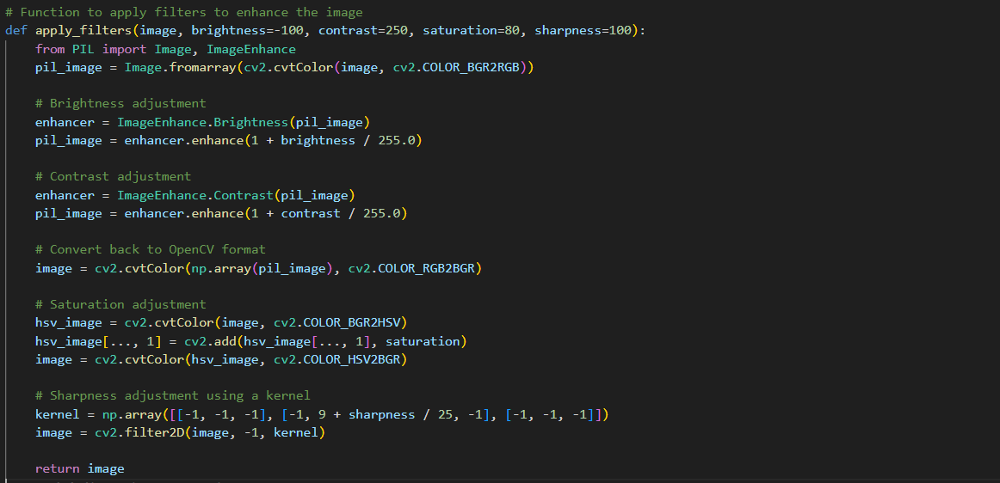 # Function to apply filters to enhance the image
def apply_filters(image, brightness=-100, contrast=250, saturation=80, sharpness=100):
    from PIL import Image, ImageEnhance
    pil_image = Image.fromarray(cv2.cvtColor(image, cv2.COLOR_BGR2RGB))

    # Brightness adjustment
    enhancer = ImageEnhance.Brightness(pil_image)
    pil_image = enhancer.enhance(1 + brightness / 255.0)

    # Contrast adjustment
    enhancer = ImageEnhance.Contrast(pil_image)
    pil_image = enhancer.enhance(1 + contrast / 255.0)

    # Convert back to OpenCV format
    image = cv2.cvtColor(np.array(pil_image), cv2.COLOR_RGB2BGR)

    # Saturation adjustment
    hsv_image = cv2.cvtColor(image, cv2.COLOR_BGR2HSV)
    hsv_image[..., 1] = cv2.add(hsv_image[..., 1], saturation)
    image = cv2.cvtColor(hsv_image, cv2.COLOR_HSV2BGR)

    # Sharpness adjustment using a kernel
    kernel = np.array([[-1, -1, -1], [-1, 9 + sharpness / 25, -1], [-1, -1, -1]])
    image = cv2.filter2D(image, -1, kernel)

    return image